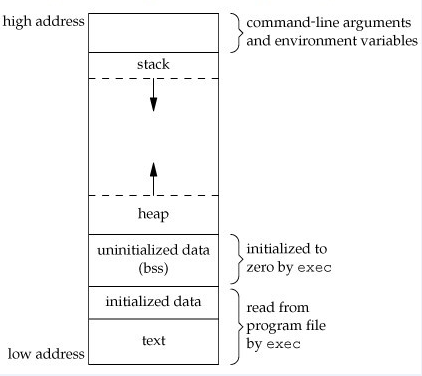 high address
command-line arguments
and environment variables
stack
heap
uninitialized data
(bss)
initialized to
zero by exec
initialized data
read from
program file
by exec
text
low address